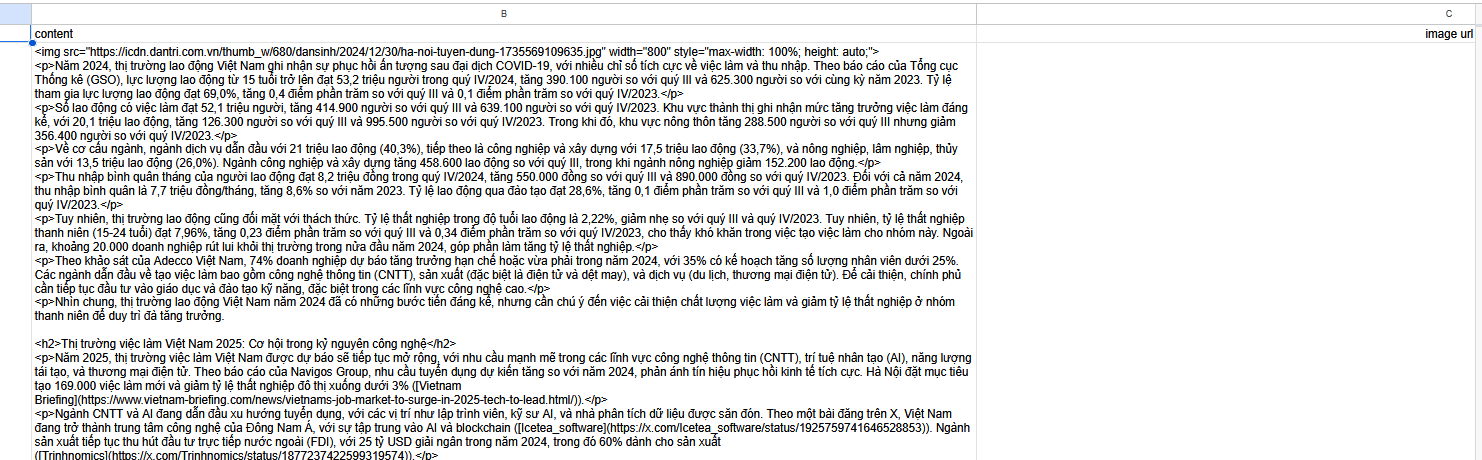 B
C
content
image url
<img src="https://icdn.dantri.com.vn/thumb_w/680/dansinh/2024/12/30/ha-noi-tuyen-dung-1735569109635.jpg" width="800" style="max-width: 100%; height: auto;">
<p>Năm 2024, thị trường lao động Việt Nam ghi nhận sự phục hồi ấn tượng sau đại dịch COVID-19, với nhiều chỉ số tích cực về việc làm và thu nhập. Theo báo cáo của Tổng cục
Thống kê (GSO), lực lượng lao động từ 15 tuổi trở lên đạt 53,2 triệu người trong quý IV/2024, tăng 390.100 người so với quý III và 625.300 người so với cùng kỳ năm 2023. Tỷ lệ
tham gia lực lượng lao động đạt 69,0%, tăng 0,4 điểm phần trăm so với quý III và 0,1 điểm phần trăm so với quý IV/2023.</p>
<p>Số lao động có việc làm đạt 52,1 triệu người, tăng 414.900 người so với quý III và 639.100 người so với quý IV/2023. Khu vực thành thị ghi nhận mức tăng trưởng việc làm đáng
kể, với 20,1 triệu lao động, tăng 126.300 người so với quý III và 995.500 người so với quý IV/2023. Trong khi đó, khu vực nông thôn tăng 288.500 người so với quý III nhưng giảm
356.400 người so với quý IV/2023.</p>
<p>Về cơ cấu ngành, ngành dịch vụ dẫn đầu với 21 triệu lao động (40,3%), tiếp theo là công nghiệp và xây dựng với 17,5 triệu lao động (33,7%), và nông nghiệp, lâm nghiệp, thủy
sản với 13,5 triệu lao động (26,0%). Ngành công nghiệp và xây dựng tăng 458.600 lao động so với quý III, trong khi ngành nông nghiệp giảm 152.200 lao động.</p>
<p>Thu nhập bình quân tháng của người lao động đạt 8,2 triệu đồng trong quý IV/2024, tăng 550.000 đồng so với quý III và 890.000 đồng so với quý IV/2023. Đối với cả năm 2024,
thu nhập bình quân là 7,7 triệu đồng/tháng, tăng 8,6% so với năm 2023. Tỷ lệ lao động qua đào tạo đạt 28,6%, tăng 0,1 điểm phần trăm so với quý III và 1,0 điểm phần trăm so với
quý IV/2023.</p>
<p>Tuy nhiên, thị trường lao động cũng đối mặt với thách thức. Tỷ lệ thất nghiệp trong độ tuổi lao động là 2,22%, giảm nhẹ so với quý III và quý IV/2023. Tuy nhiên, tỷ lệ thất nghiệp
thanh niên (15-24 tuổi) đạt 7,96%, tăng 0,23 điểm phần trăm so với quý III và 0,34 điểm phần trăm so với quý IV/2023, cho thấy khó khăn trong việc tạo việc làm cho nhóm này. Ngoài
ra, khoảng 20.000 doanh nghiệp rút lui khỏi thị trường trong nửa đầu năm 2024, góp phần làm tăng tỷ lệ thất nghiệp.</p>
<p>Theo khảo sát của Adecco Việt Nam, 74% doanh nghiệp dự báo tăng trưởng hạn chế hoặc vừa phải trong năm 2024, với 35% có kế hoạch tăng số lượng nhân viên dưới 25%.
Các ngành dẫn đầu về tạo việc làm bao gồm công nghệ thông tin (CNTT), sản xuất (đặc biệt là điện tử và dệt may), và dịch vụ (du lịch, thương mại điện tử). Để cải thiện, chính phủ
cần tiếp tục đầu tư vào giáo dục và đào tạo kỹ năng, đặc biệt trong các lĩnh vực công nghệ cao.</p>
<p>Nhìn chung, thị trường lao động Việt Nam năm 2024 đã có những bước tiến đáng kể, nhưng cần chú ý đến việc cải thiện chất lượng việc làm và giảm tỷ lệ thất nghiệp ở nhóm
thanh niên để duy trì đà tăng trưởng.
<h2>Thị trường việc làm Việt Nam 2025: Cơ hội trong kỷ nguyên công nghệ</h2>
<p>Năm 2025, thị trường việc làm Việt Nam được dự báo sẽ tiếp tục mở rộng, với nhu cầu mạnh mẽ trong các lĩnh vực công nghệ thông tin (CNTT), trí tuệ nhân tạo (AI), năng lượng
tái tạo, và thương mại điện tử. Theo báo cáo của Navigos Group, nhu cầu tuyển dụng dự kiến tăng so với năm 2024, phản ánh tín hiệu phục hồi kinh tế tích cực. Hà Nội đặt mục tiêu
tạo 169.000 việc làm mới và giảm tỷ lệ thất nghiệp đô thị xuống dưới 3% ([Vietnam
Briefing](https://www.vietnam-briefing.com/news/vietnams-job-market-to-surge-in-2025-tech-to-lead.html/)).</p>
<p>Ngành CNTT và AI đang dẫn đầu xu hướng tuyển dụng, với các vị trí như lập trình viên, kỹ sư AI, và nhà phân tích dữ liệu được săn đón. Theo một bài đăng trên X, Việt Nam
đang trở thành trung tâm công nghệ của Đông Nam Á, với sự tập trung vào AI và blockchain ([Icetea_software](https://x.com/Icetea_software/status/1925759741646528853)). Ngành
sản xuất tiếp tục thu hút đầu tư trực tiếp nước ngoài (FDI), với 25 tỷ USD giải ngân trong năm 2024, trong đó 60% dành cho sản xuất
([Trinhnomics](https://x.com/Trinhnomics/status/1877237422599319574)).</p>